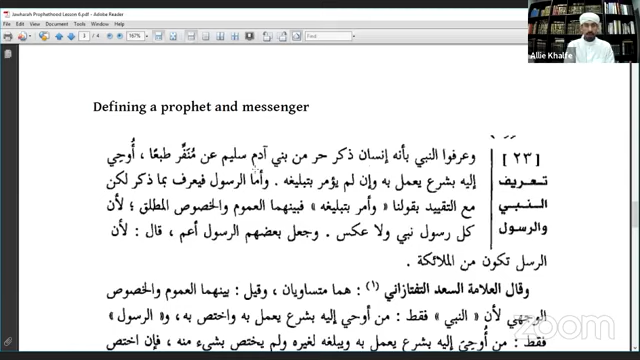 Jawharah Prophethood Lesson 6.pdf - Adobe Reader
File Edit View Document Tools Window Help
3 / 4
167%
Find
Allie Khalfe
Defining a prophet and messenger
[ ٢٣ ]
تعريف
النبي
والرسول
وعرفوا النبي بأنه إنسان ذكر حر من بني آدم سليم عن مُنَفِّر طبعًا ، أُوحي
إليه بشرع يعمل به وإن لم يؤمر بتبليغه . وأما الرسول فيعرف بما ذكر لكن
مع التقييد بقولنا « وأمر بتبليغه » فبينهما العموم والخصوص المطلق ؛ لأن
كل رسول نبي ولا عكس . وجعل بعضهم الرسول أعم ، قال : لأن
الرسل تكون من الملائكة .
وقال العلامة السعد التفتازاني (١) : هما متساويان ، وقيل : بينهما العموم والخصوص
الوجهي لأن « النبي » فقط : من أوحي إليه بشرع يعمل به واختص به ، و« الرسول »
فقط : من أُوحِيَ إليه بشرع يعمل به ويبلغه لغيره ولم يختص بشيء منه ، فإن اختص
zoom